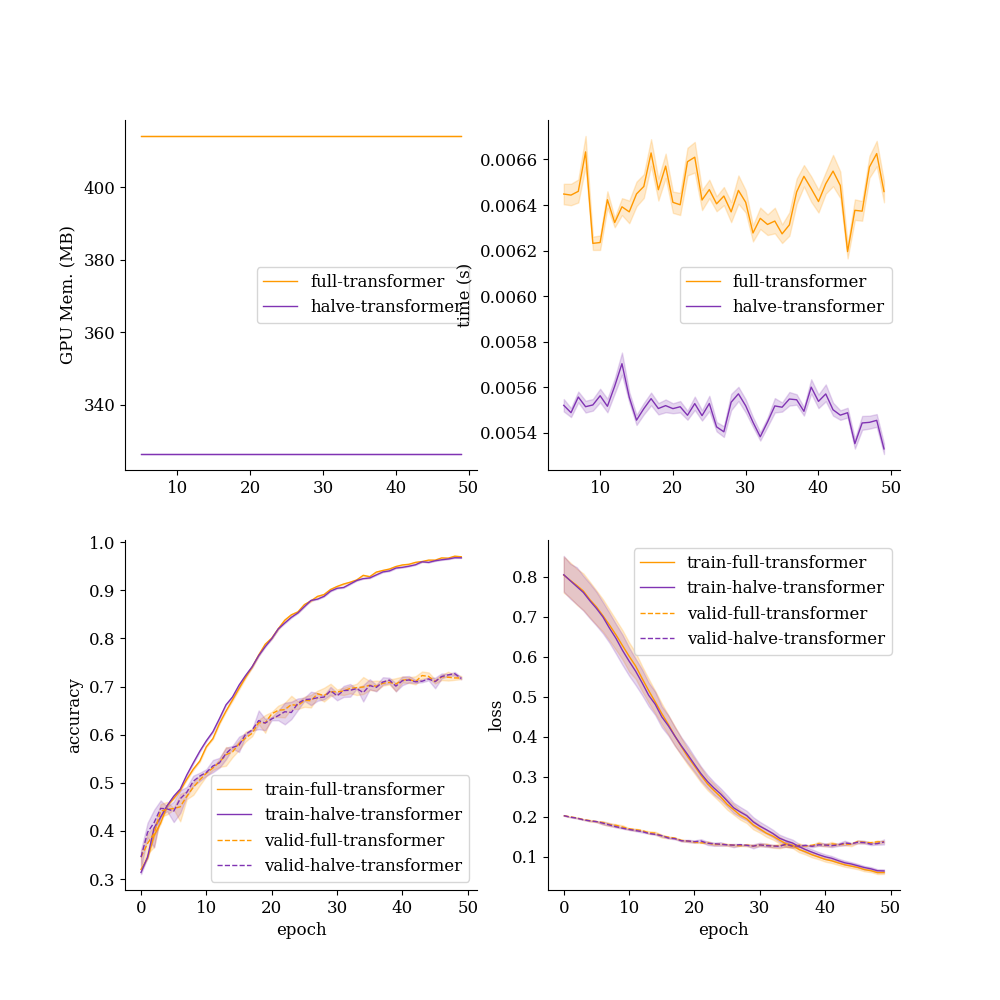 GPU Mem. (MB)
400
380
360
340
full-transformer
halve-transformer
10
20
30
40
50
time (s)
0.0066
0.0064
0.0062
0.0060
0.0058
0.0056
0.0054
full-transformer
halve-transformer
10
20
30
40
50
accuracy
1.0
0.9
0.8
0.7
0.6
0.5
0.4
0.3
train-full-transformer
train-halve-transformer
valid-full-transformer
valid-halve-transformer
0
10
20
30
40
50
epoch
loss
0.8
0.7
0.6
0.5
0.4
0.3
0.2
0.1
train-full-transformer
train-halve-transformer
valid-full-transformer
valid-halve-transformer
0
10
20
30
40
50
epoch